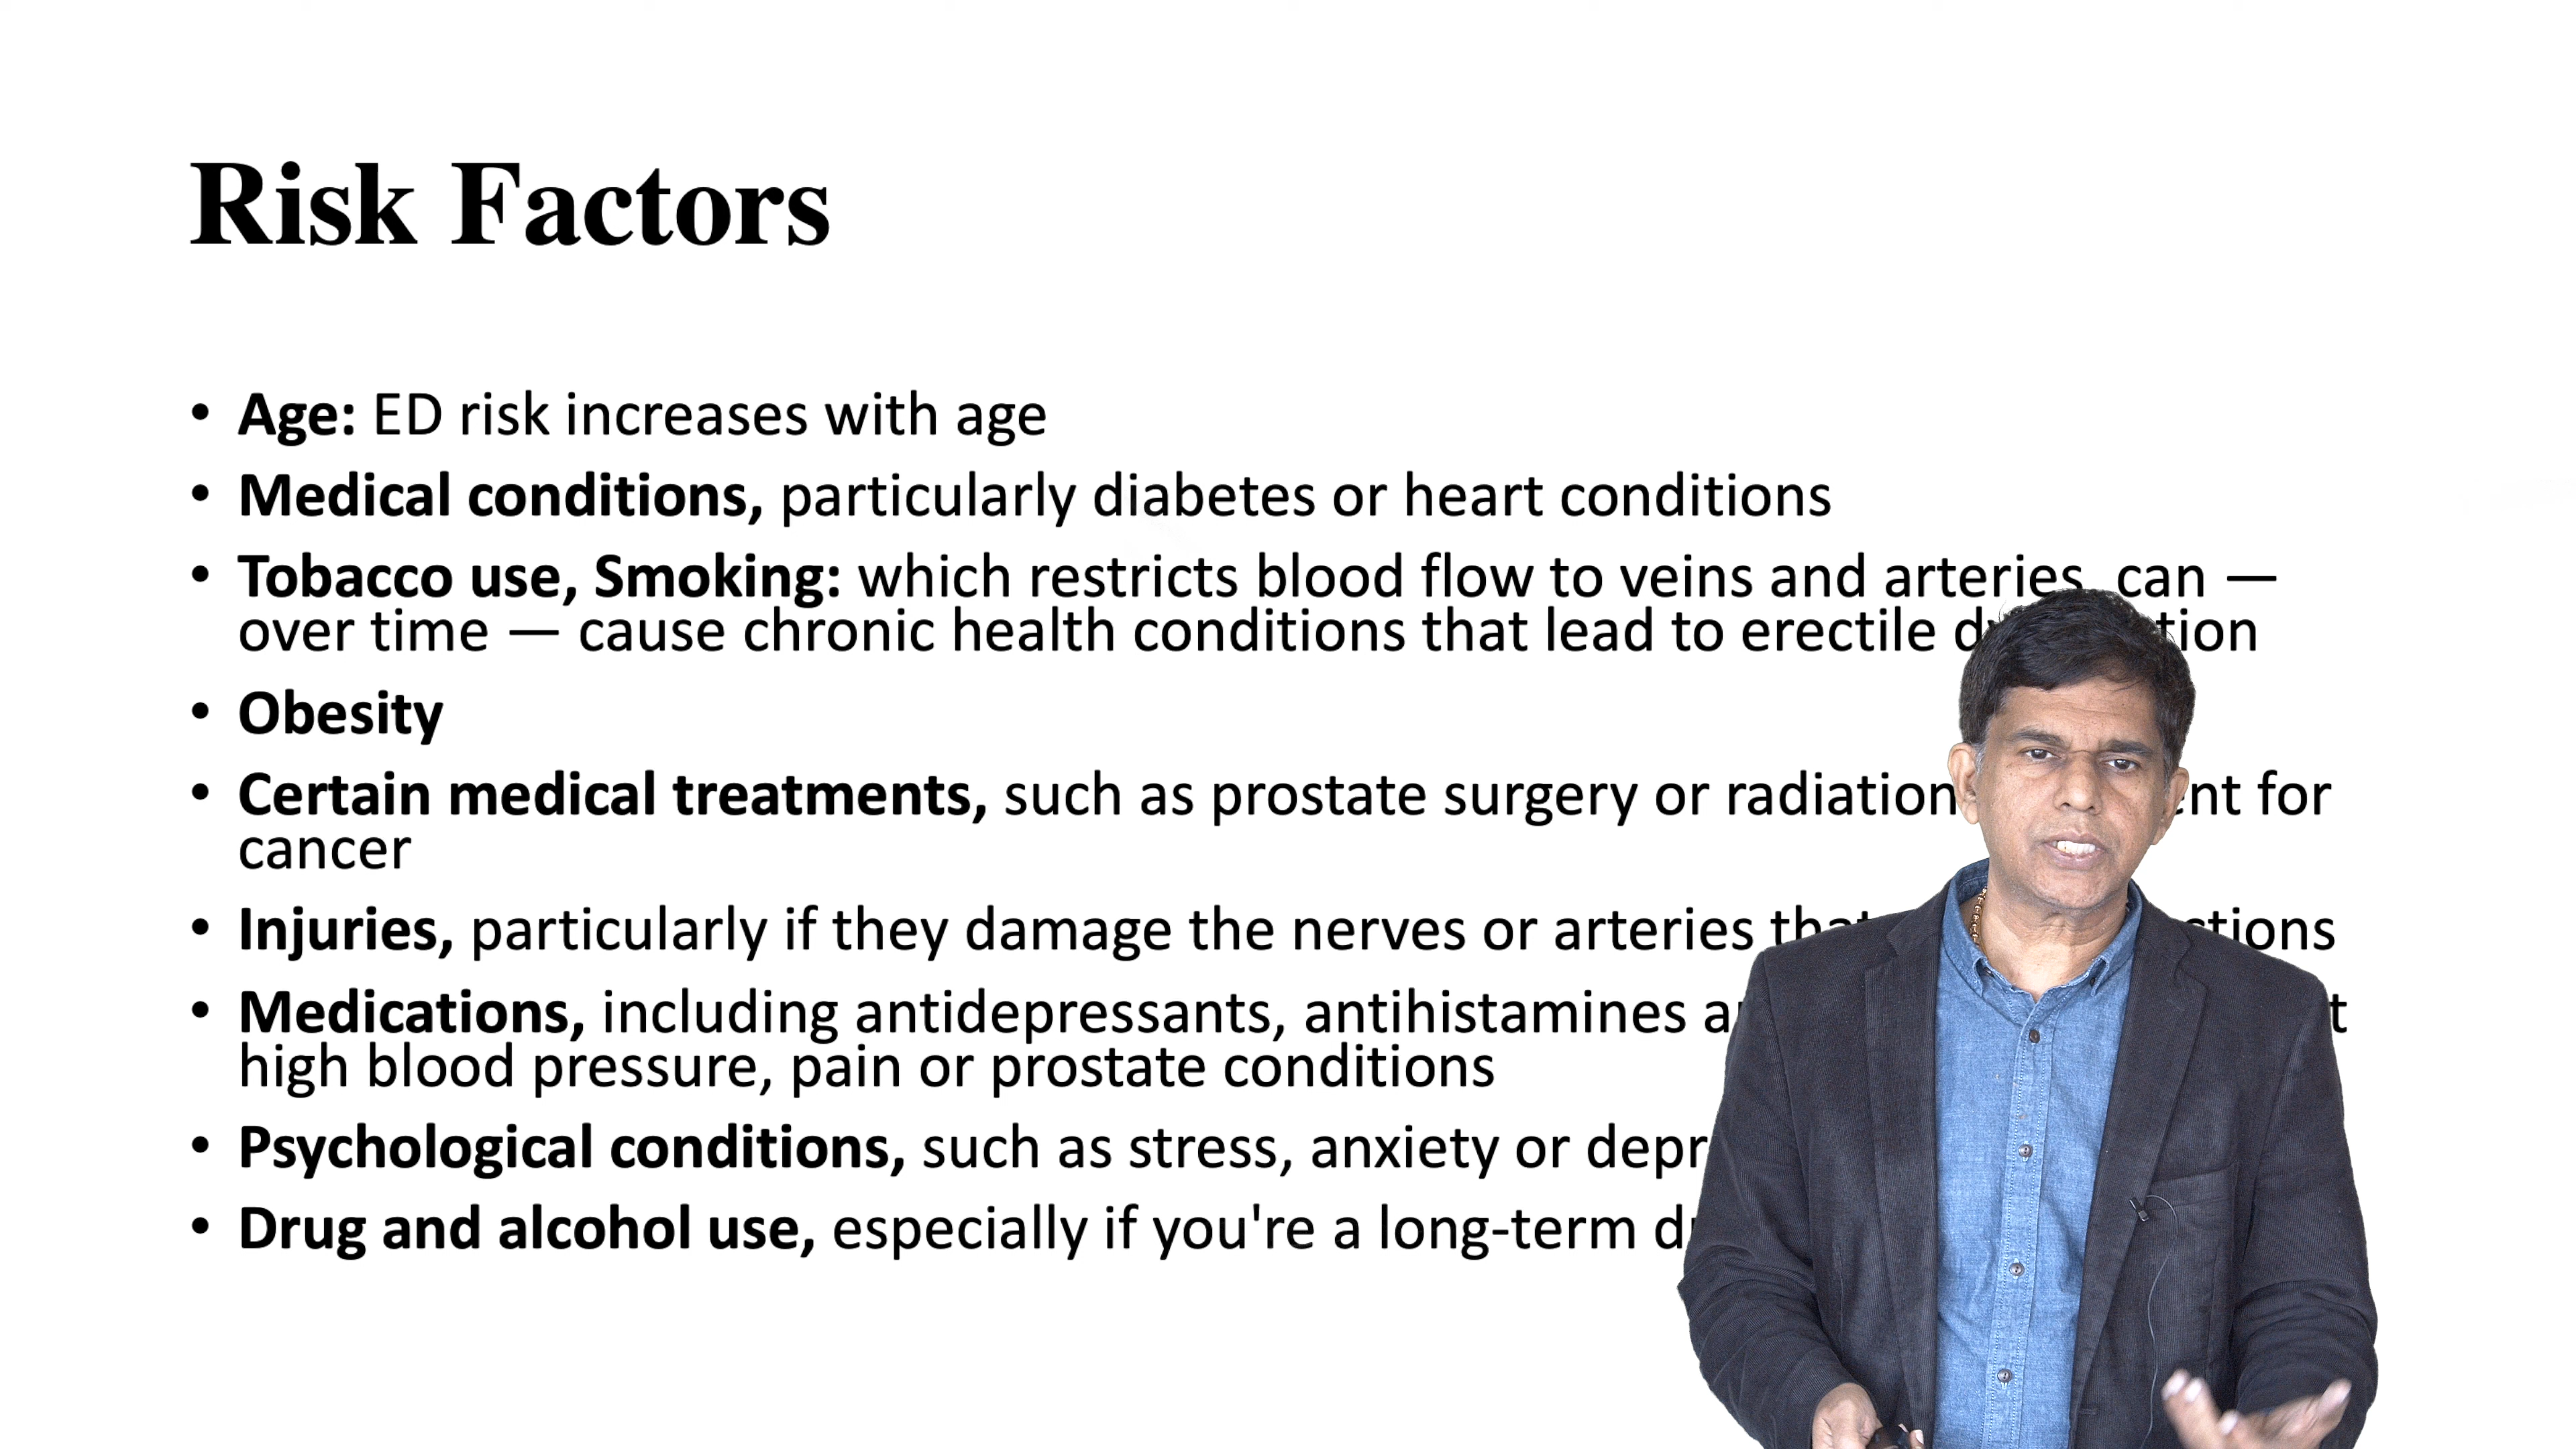 Risk Factors
• Age: ED risk increases with age
• Medical conditions, particularly diabetes or heart conditions
• Tobacco use, Smoking: which restricts blood flow to veins and arteries, can —
over time — cause chronic health conditions that lead to erectile
• Obesity
• Certain medical treatments, such as prostate surgery or radiation for
cancer
• Injuries, particularly if they damage the nerves or arteries
• Medications, including antidepressants, antihistamines
high blood pressure, pain or prostate conditions
• Psychological conditions, such as stress, anxiety or
• Drug and alcohol use, especially if you're a long-term